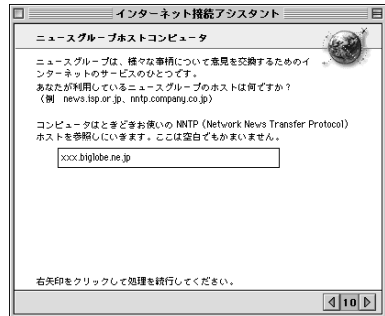 インターネット接続アシスタント
ニュースグループホストコンピュータ
ニュースグループは、様々な事柄について意見を交換するためのイ
ンターネットのサービスのひとつです。
あなたが利用しているニュースグループのホストは何ですか？
（例　news.isp.or.jp、nntp.company.co.jp）
コンピュータはときどきお使いの NNTP（Network News Transfer Protocol）
ホストを参照しにいきます。ここは空白でもかまいません。
xxx.biglobe.ne.jp
右矢印をクリックして処理を続行してください。
10